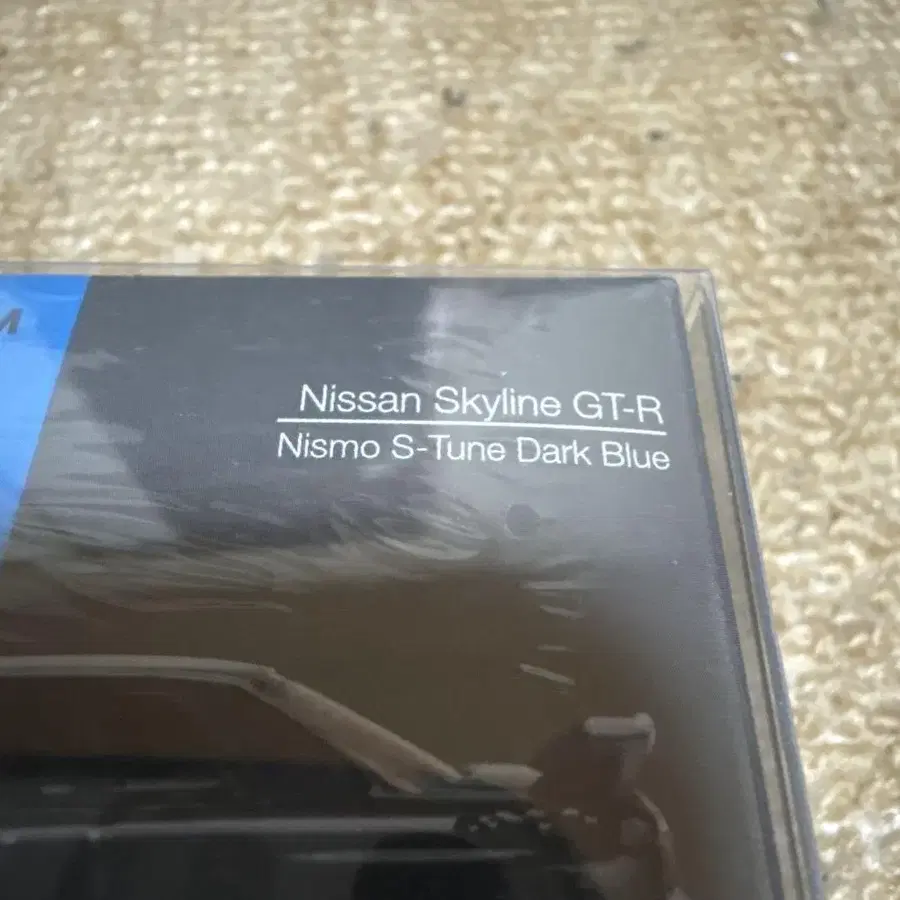 M
Nissan Skyline GT-R
Nismo S-Tune Dark Blue